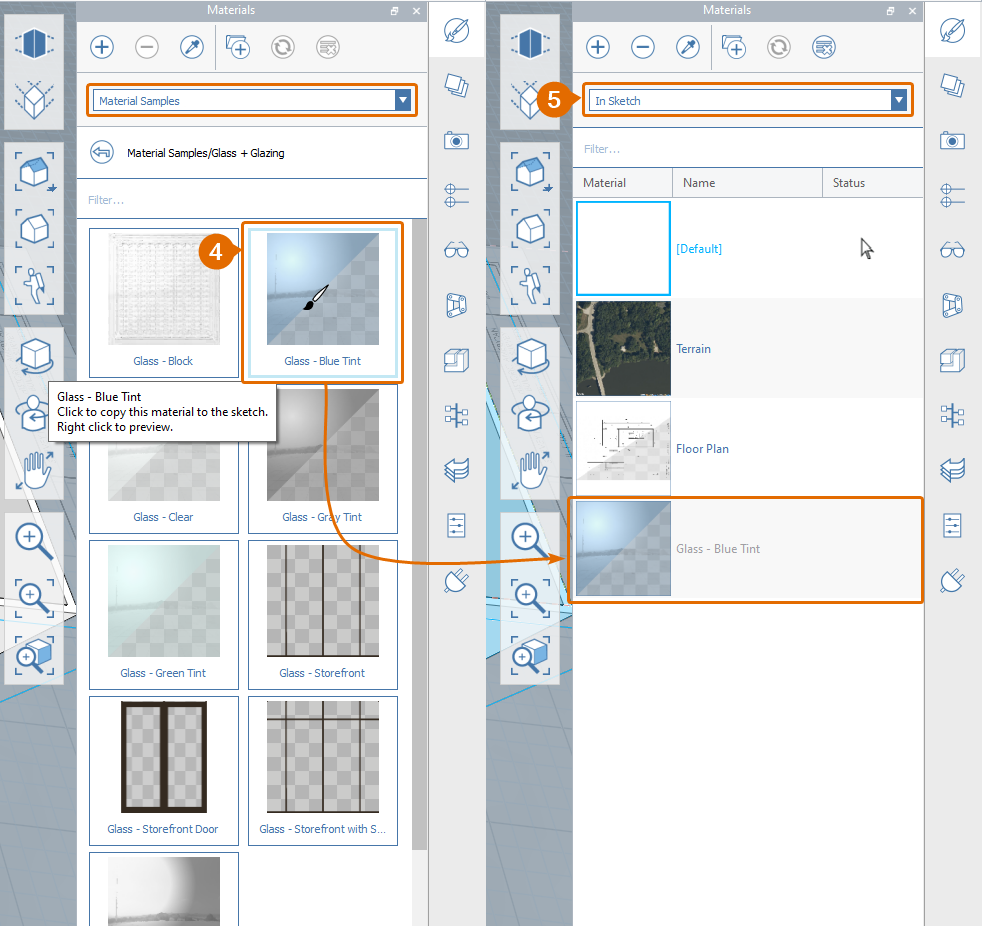 Materials
Material Samples
Material Samples/Glass + Glazing
Filter...
4
Glass - Block
Glass - Blue Tint
Glass - Blue Tint
Click to copy this material to the sketch.
Right click to preview.
Glass - Clear
Glass - Gray Tint
Glass - Green Tint
Glass - Storefront
Glass - Storefront Door
Glass - Storefront with S...
Materials
5
In Sketch
Filter...
Material Name Status
[Default]
Terrain
Floor Plan
Glass - Blue Tint